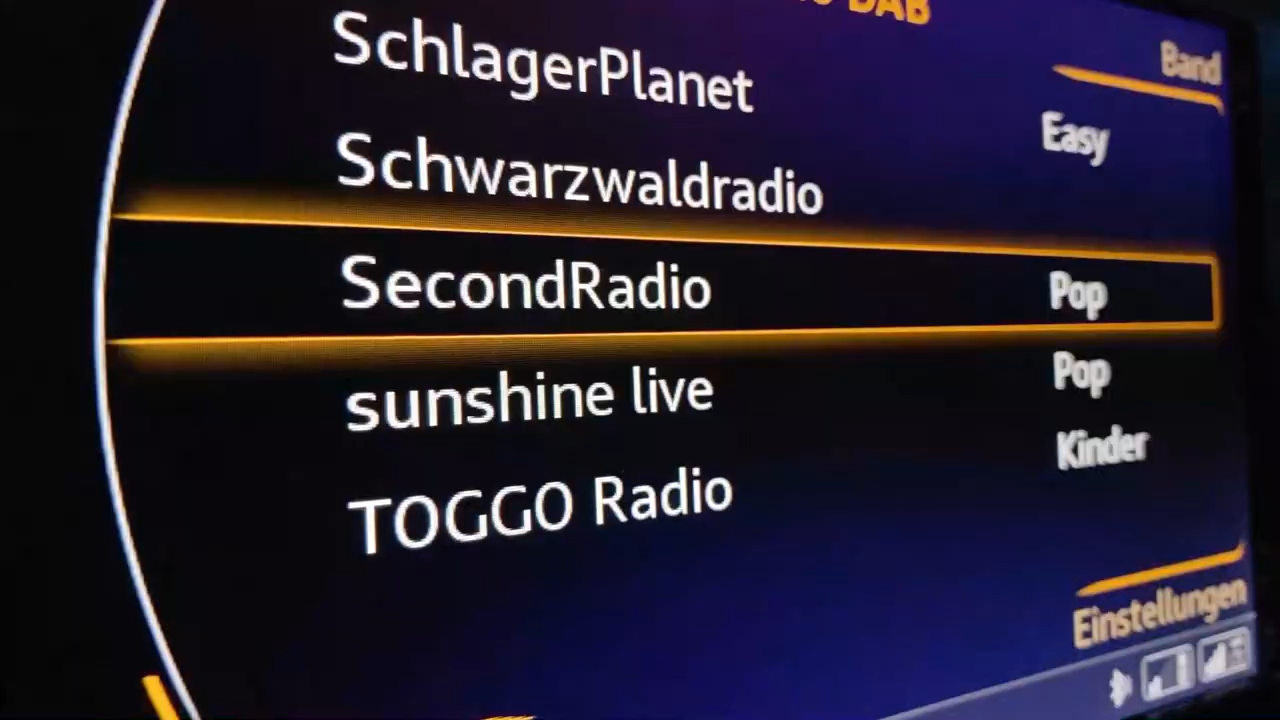 DAB
Band
SchlagerPlanet
Easy
Schwarzwaldradio
SecondRadio Pop
sunshine live Pop
TOGGO Radio Kinder
Einstellungen